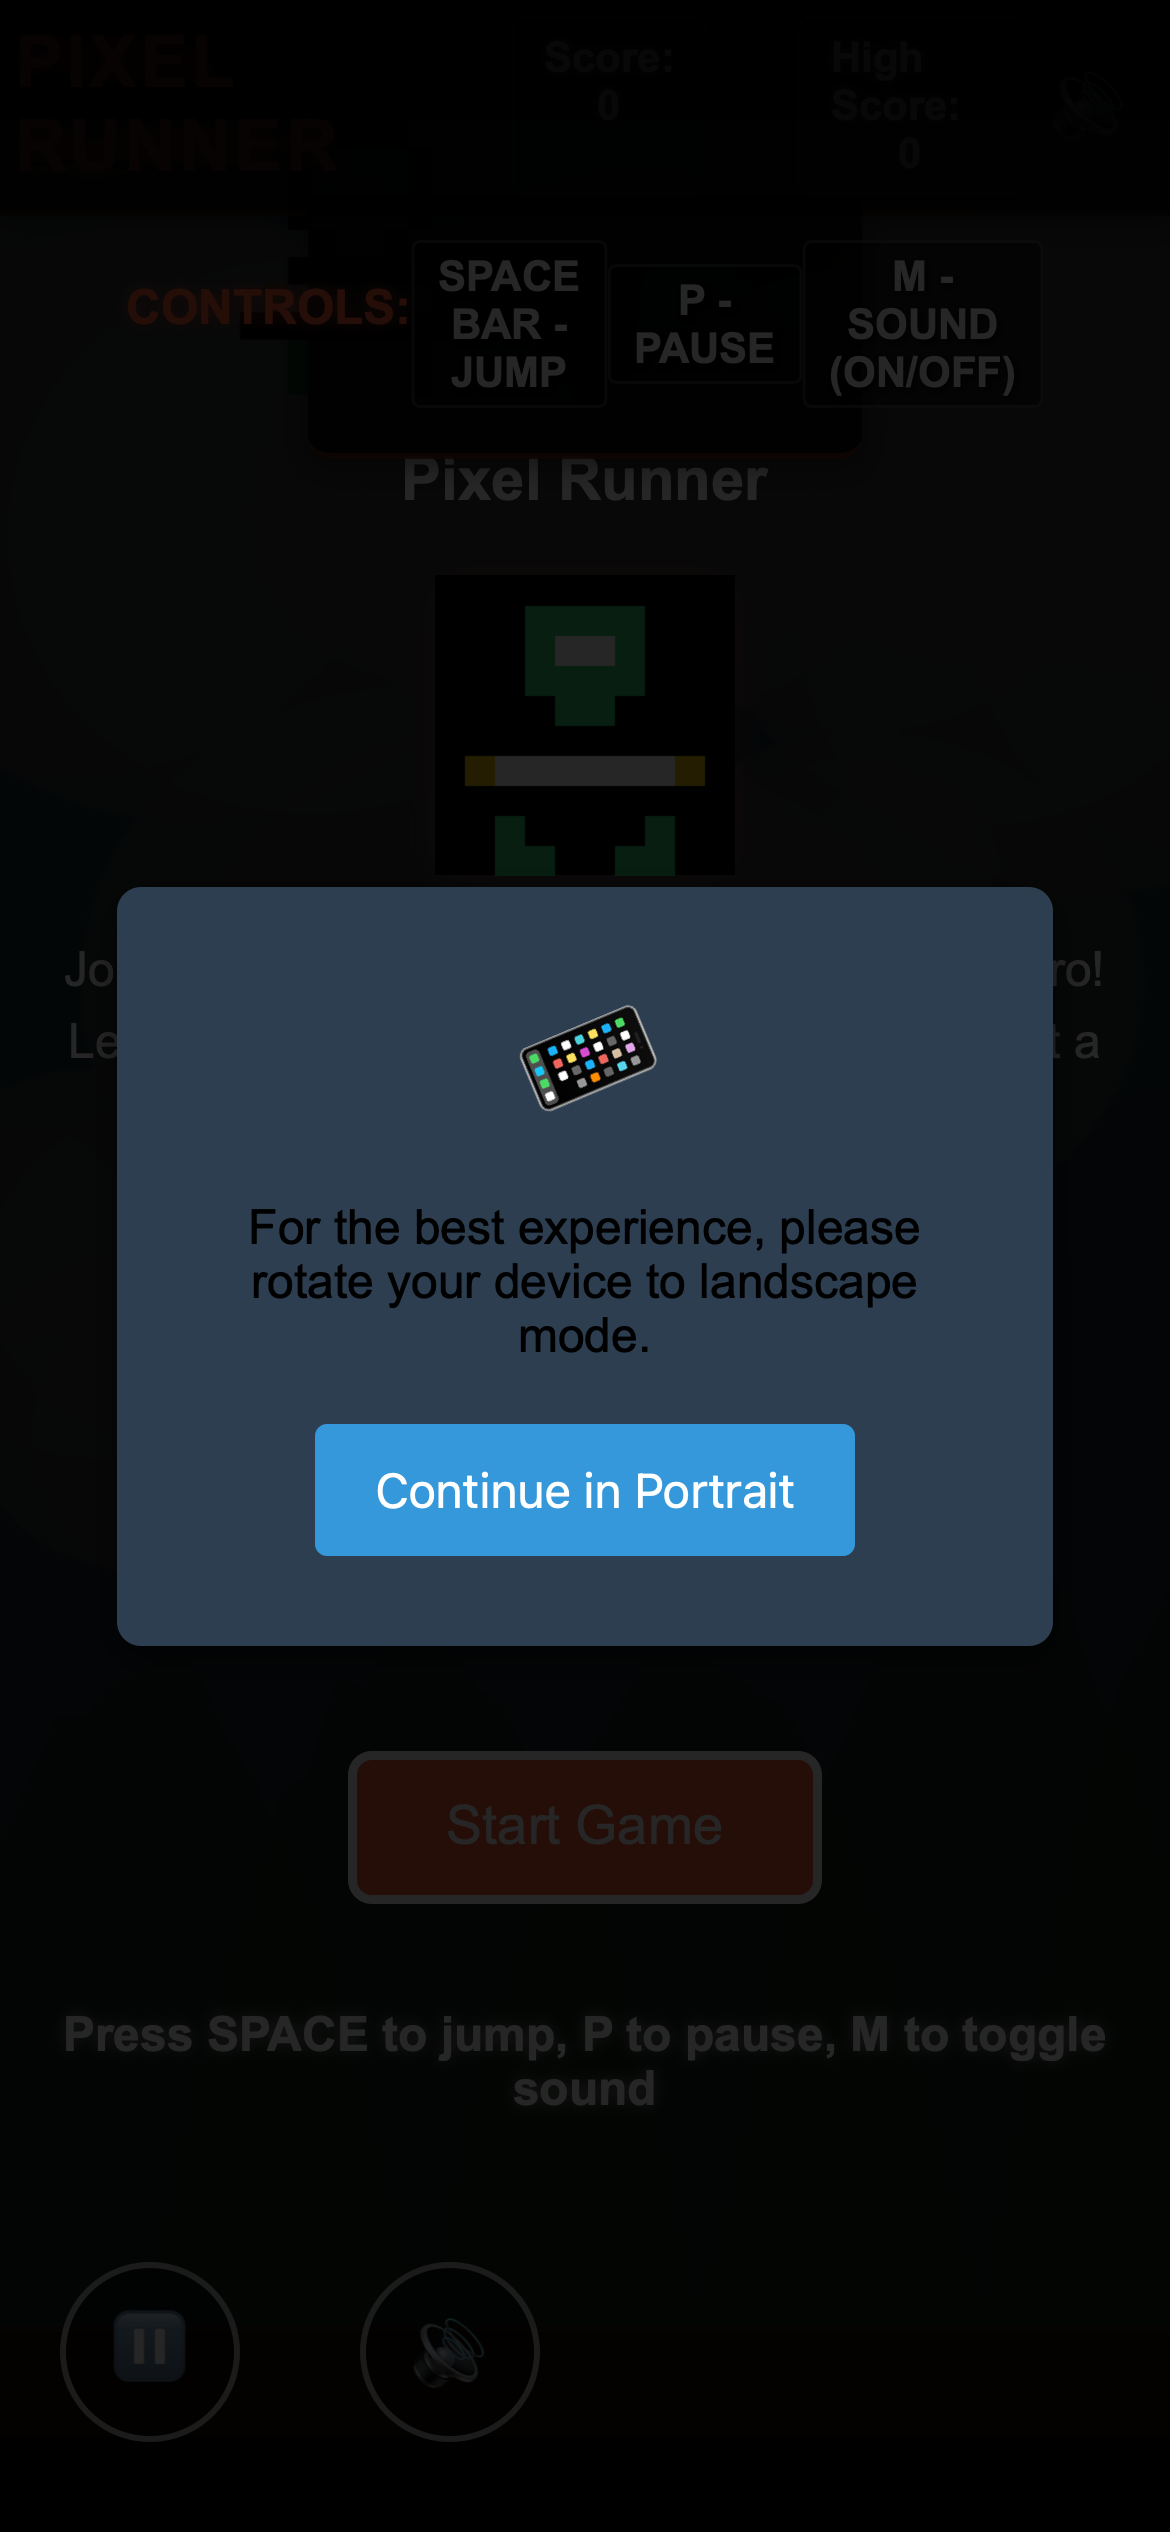 PIXEL
RUNNER
Score:
0
High
Score:
0
CONTROLS:
SPACE
BAR -
JUMP
P -
PAUSE
M -
SOUND
(ON/OFF)
Pixel Runner
Jo ro!
Le t a
For the best experience, please
rotate your device to landscape
mode.
Continue in Portrait
Start Game
Press SPACE to jump, P to pause, M to toggle
sound